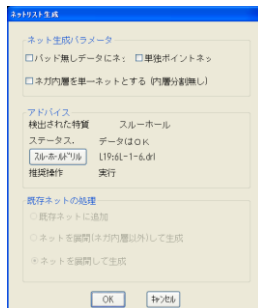 ネットリスト生成
ネット生成パラメータ
パッド無しデータにネ: 単独ポイントネッ
ネガ内層を単一ネットとする (内層分割無し)
アドバイス
検出された特質 スルーホール
ステータス. データはOK
スルーホールドリル L19:6L-1-6.drl
推奨操作 実行
既存ネットの処理
既存ネットに追加
ネットを展開(ネガ内層以外)して生成
ネットを展開して生成
OK キャンセル